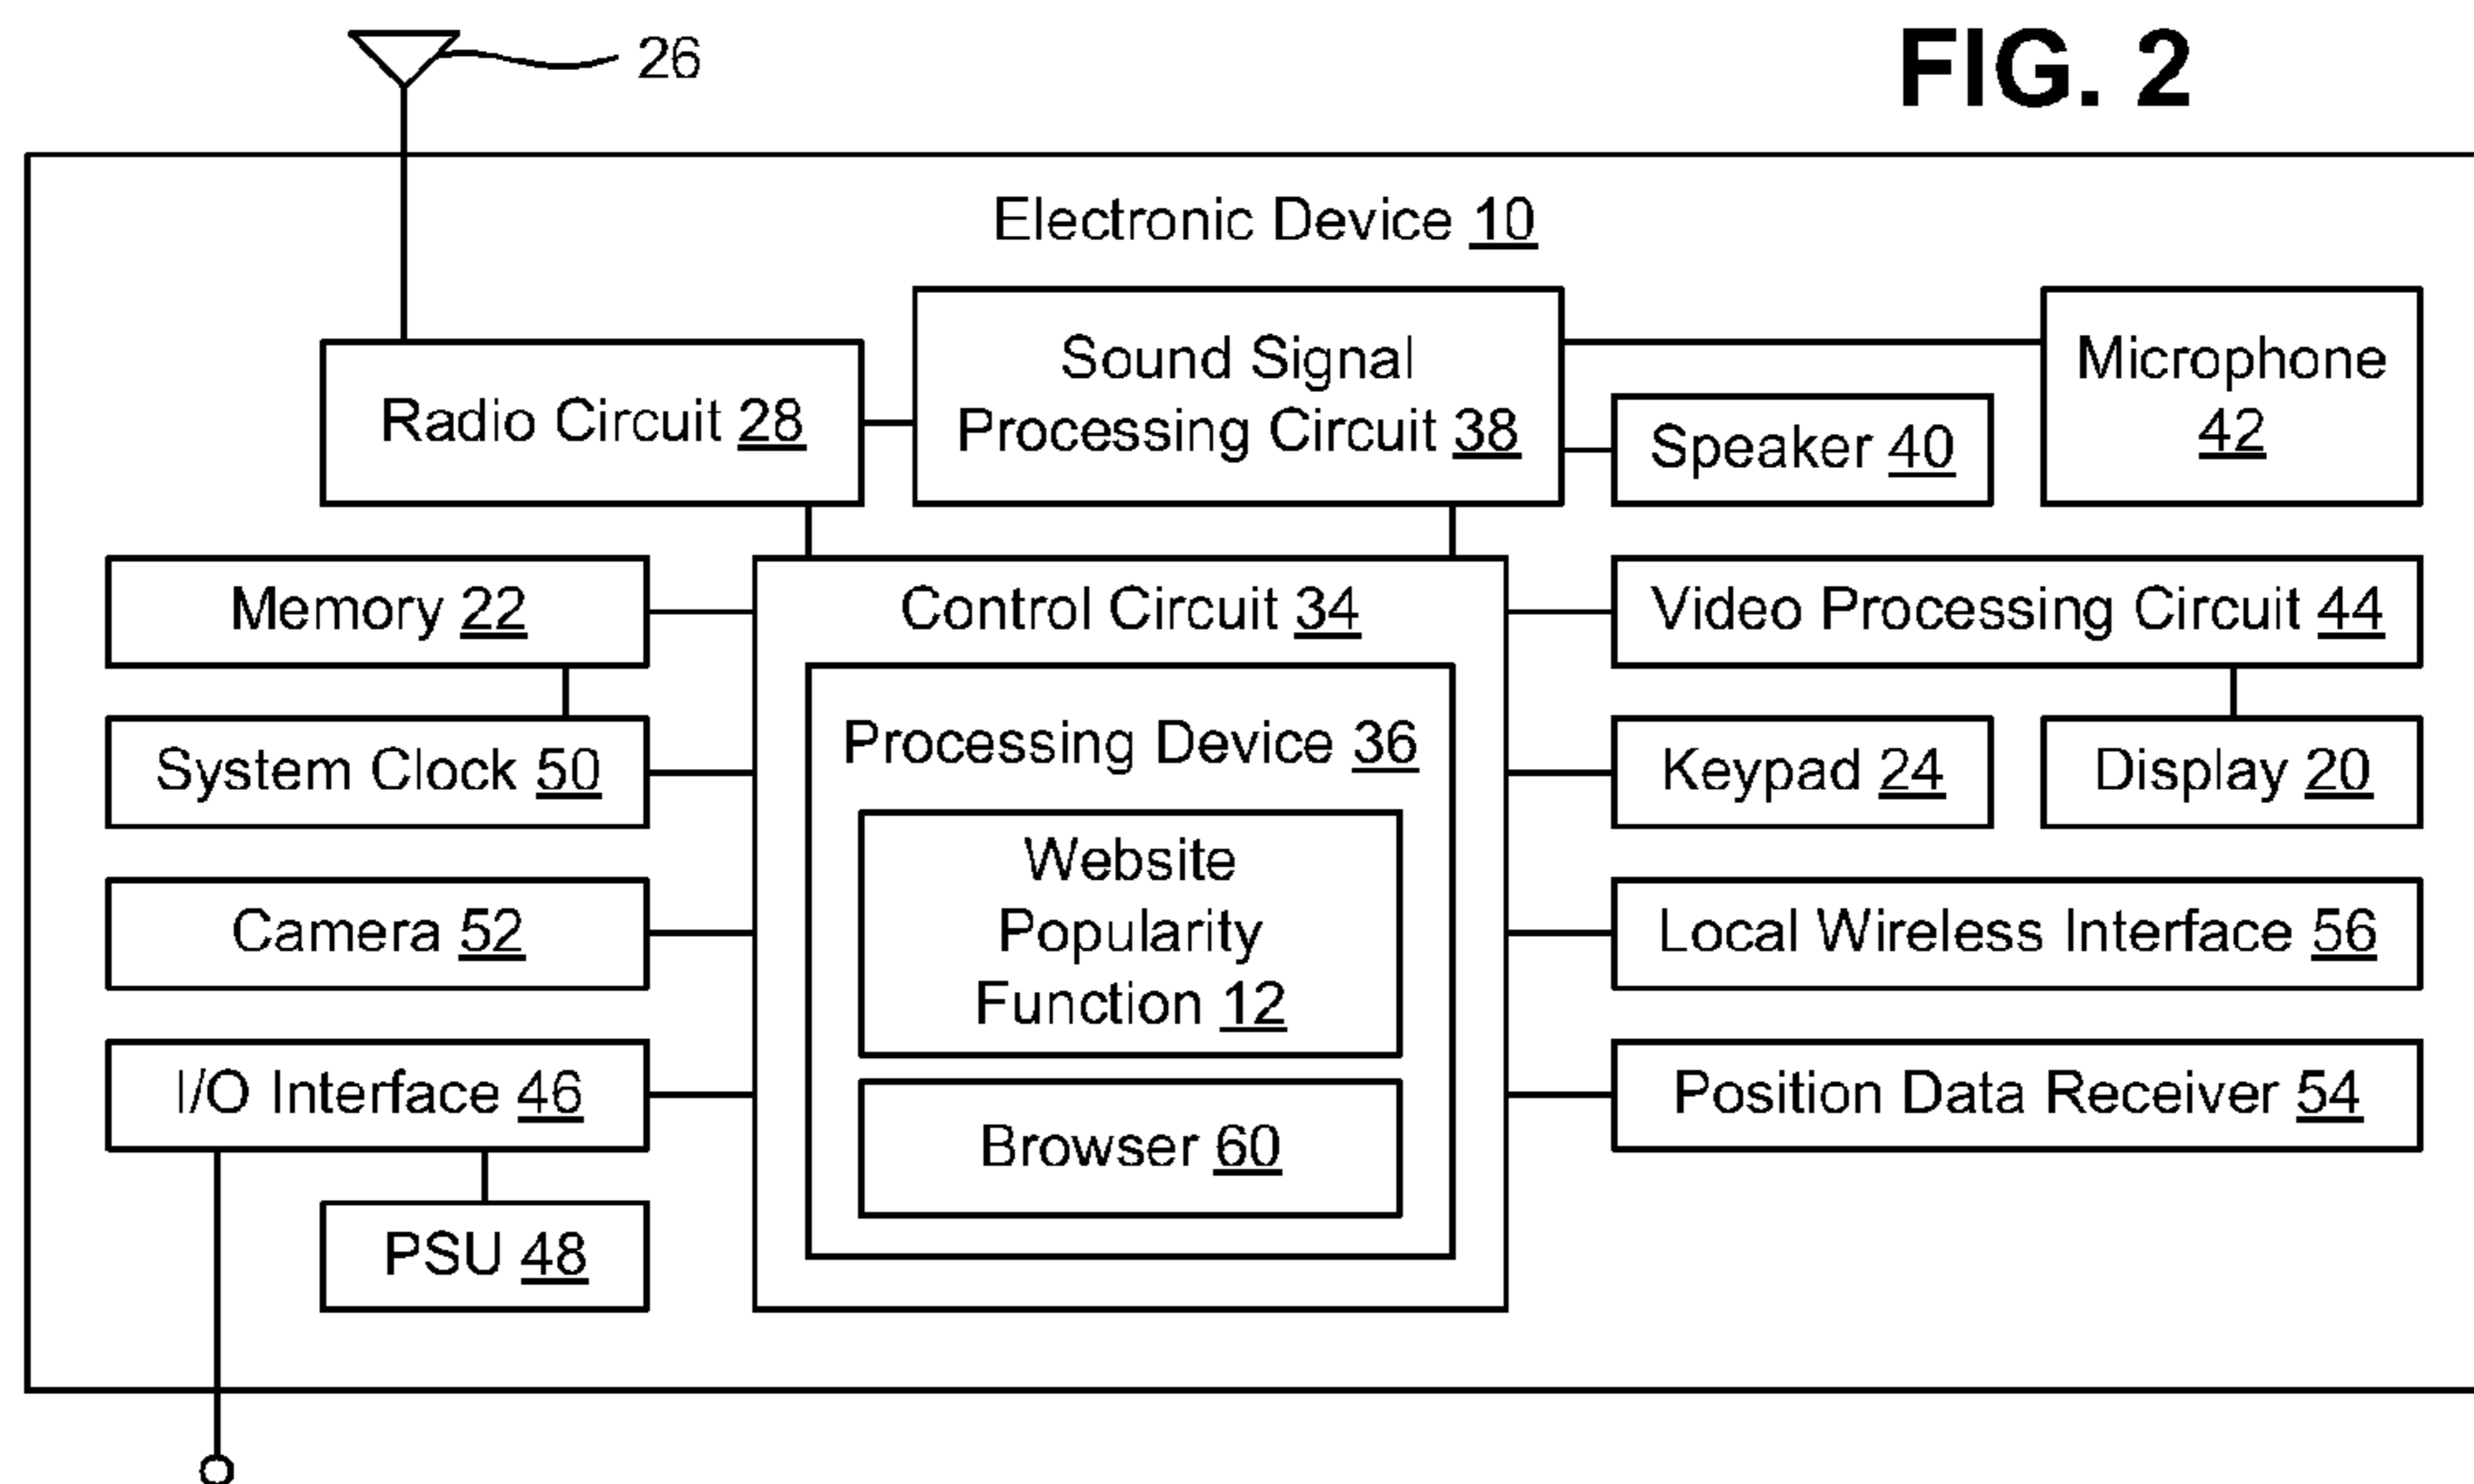 FIG. 2
26
Electronic Device 10
Sound Signal
Processing Circuit 38
Microphone
42
Radio Circuit 28
Speaker 40
Memory 22
Control Circuit 34
Video Processing Circuit 44
System Clock 50
Processing Device 36
Keypad 24
Display 20
Website
Popularity
Function 12
Camera 52
Local Wireless Interface 56
I/O Interface 46
Browser 60
Position Data Receiver 54
PSU 48